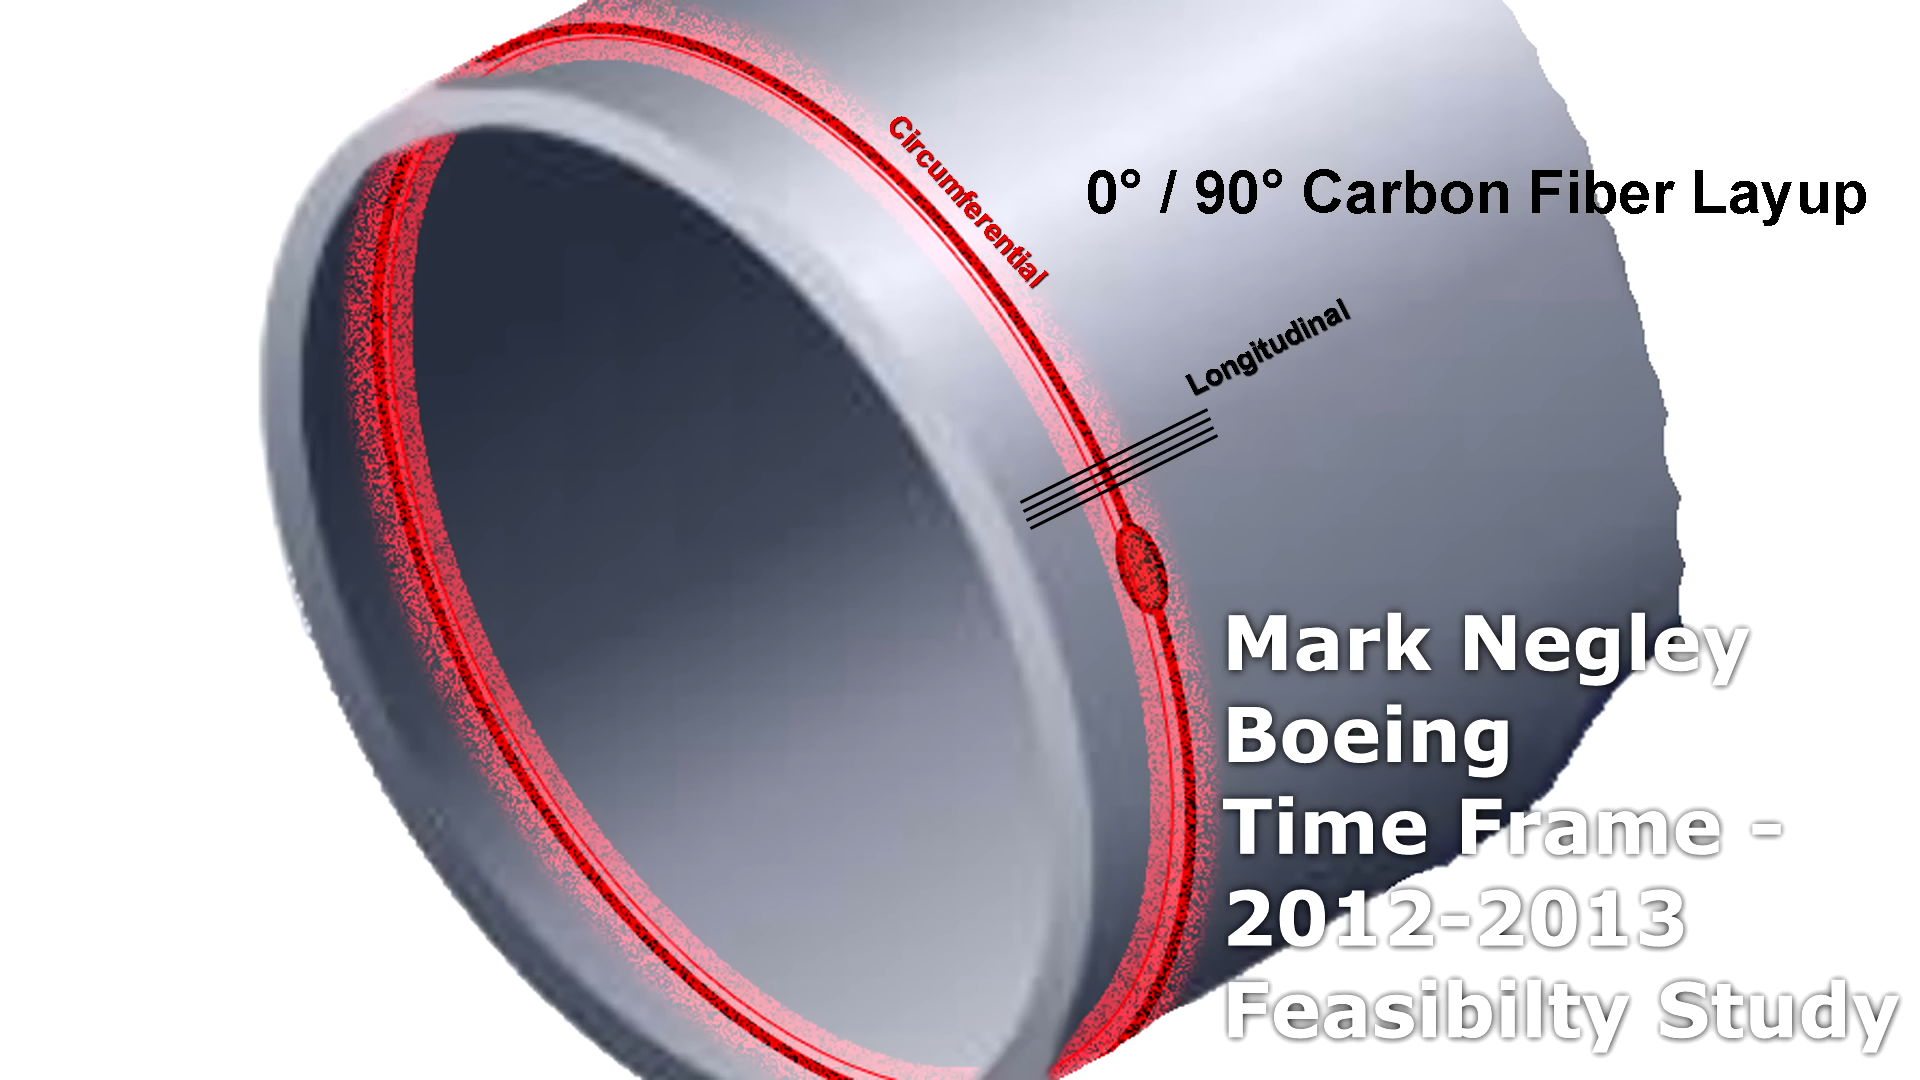 Circumferential
0° / 90° Carbon Fiber Layup
Longitudinal
Mark Negley
Boeing
Time Frame -
2012-2013
Feasibilty Study